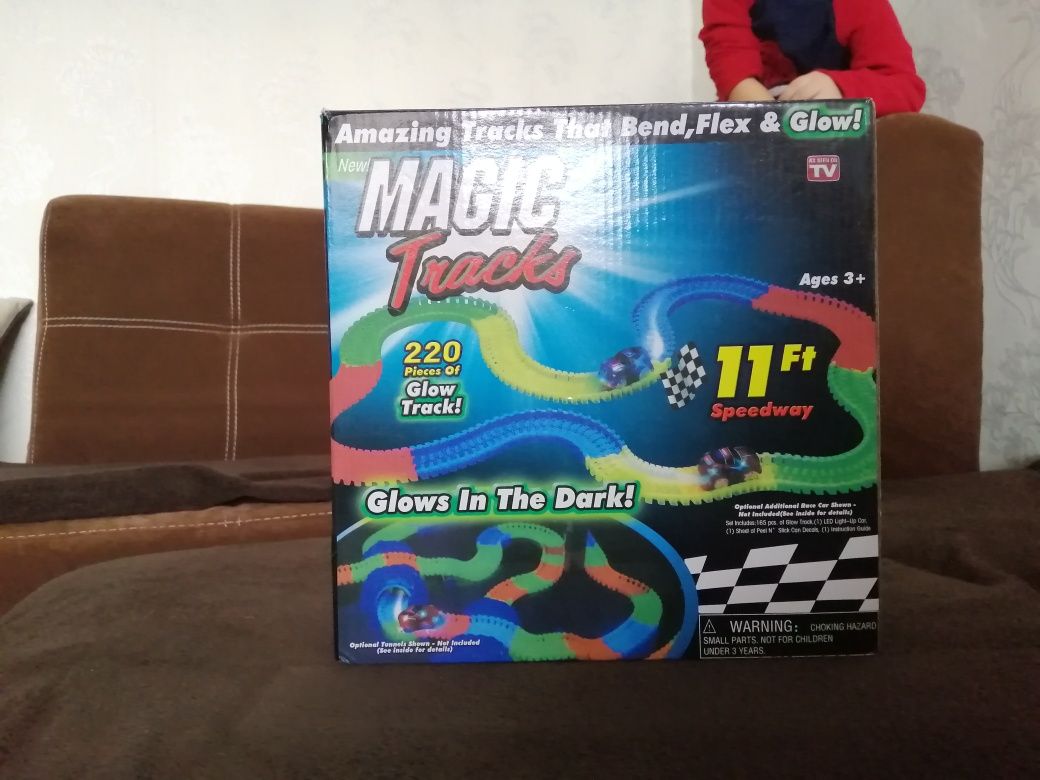 Amazing Tracks That Bend,Flex & Glow!
New!
MAGIC
Tracks
AS SEEN ON
TV
Ages 3+
220
Pieces Of
Glow
Track!
11 Ft
Speedway
Glows In The Dark!
Optional Additional Race Car Shown -
Not Included(See inside for details)
Set Includes:165 pcs. of Glow Track,(1) LED Light-Up Car,
(1) Sheet of Peel N' Stick Car Decals, (1) Instruction Guide
Optional Tunnels Shown - Not Included
(See inside for details)
WARNING: CHOKING HAZARD
SMALL PARTS. NOT FOR CHILDREN
UNDER 3 YEARS.